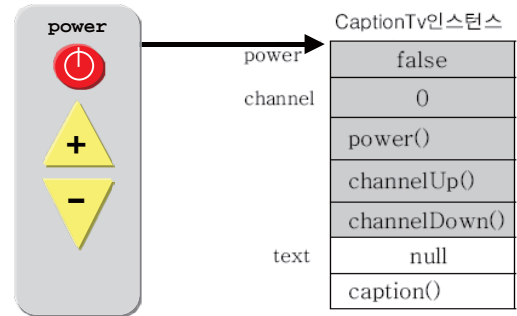 power
+
-
CaptionTv인스턴스
power false
channel 0
power()
channelUp()
channelDown()
text null
caption()